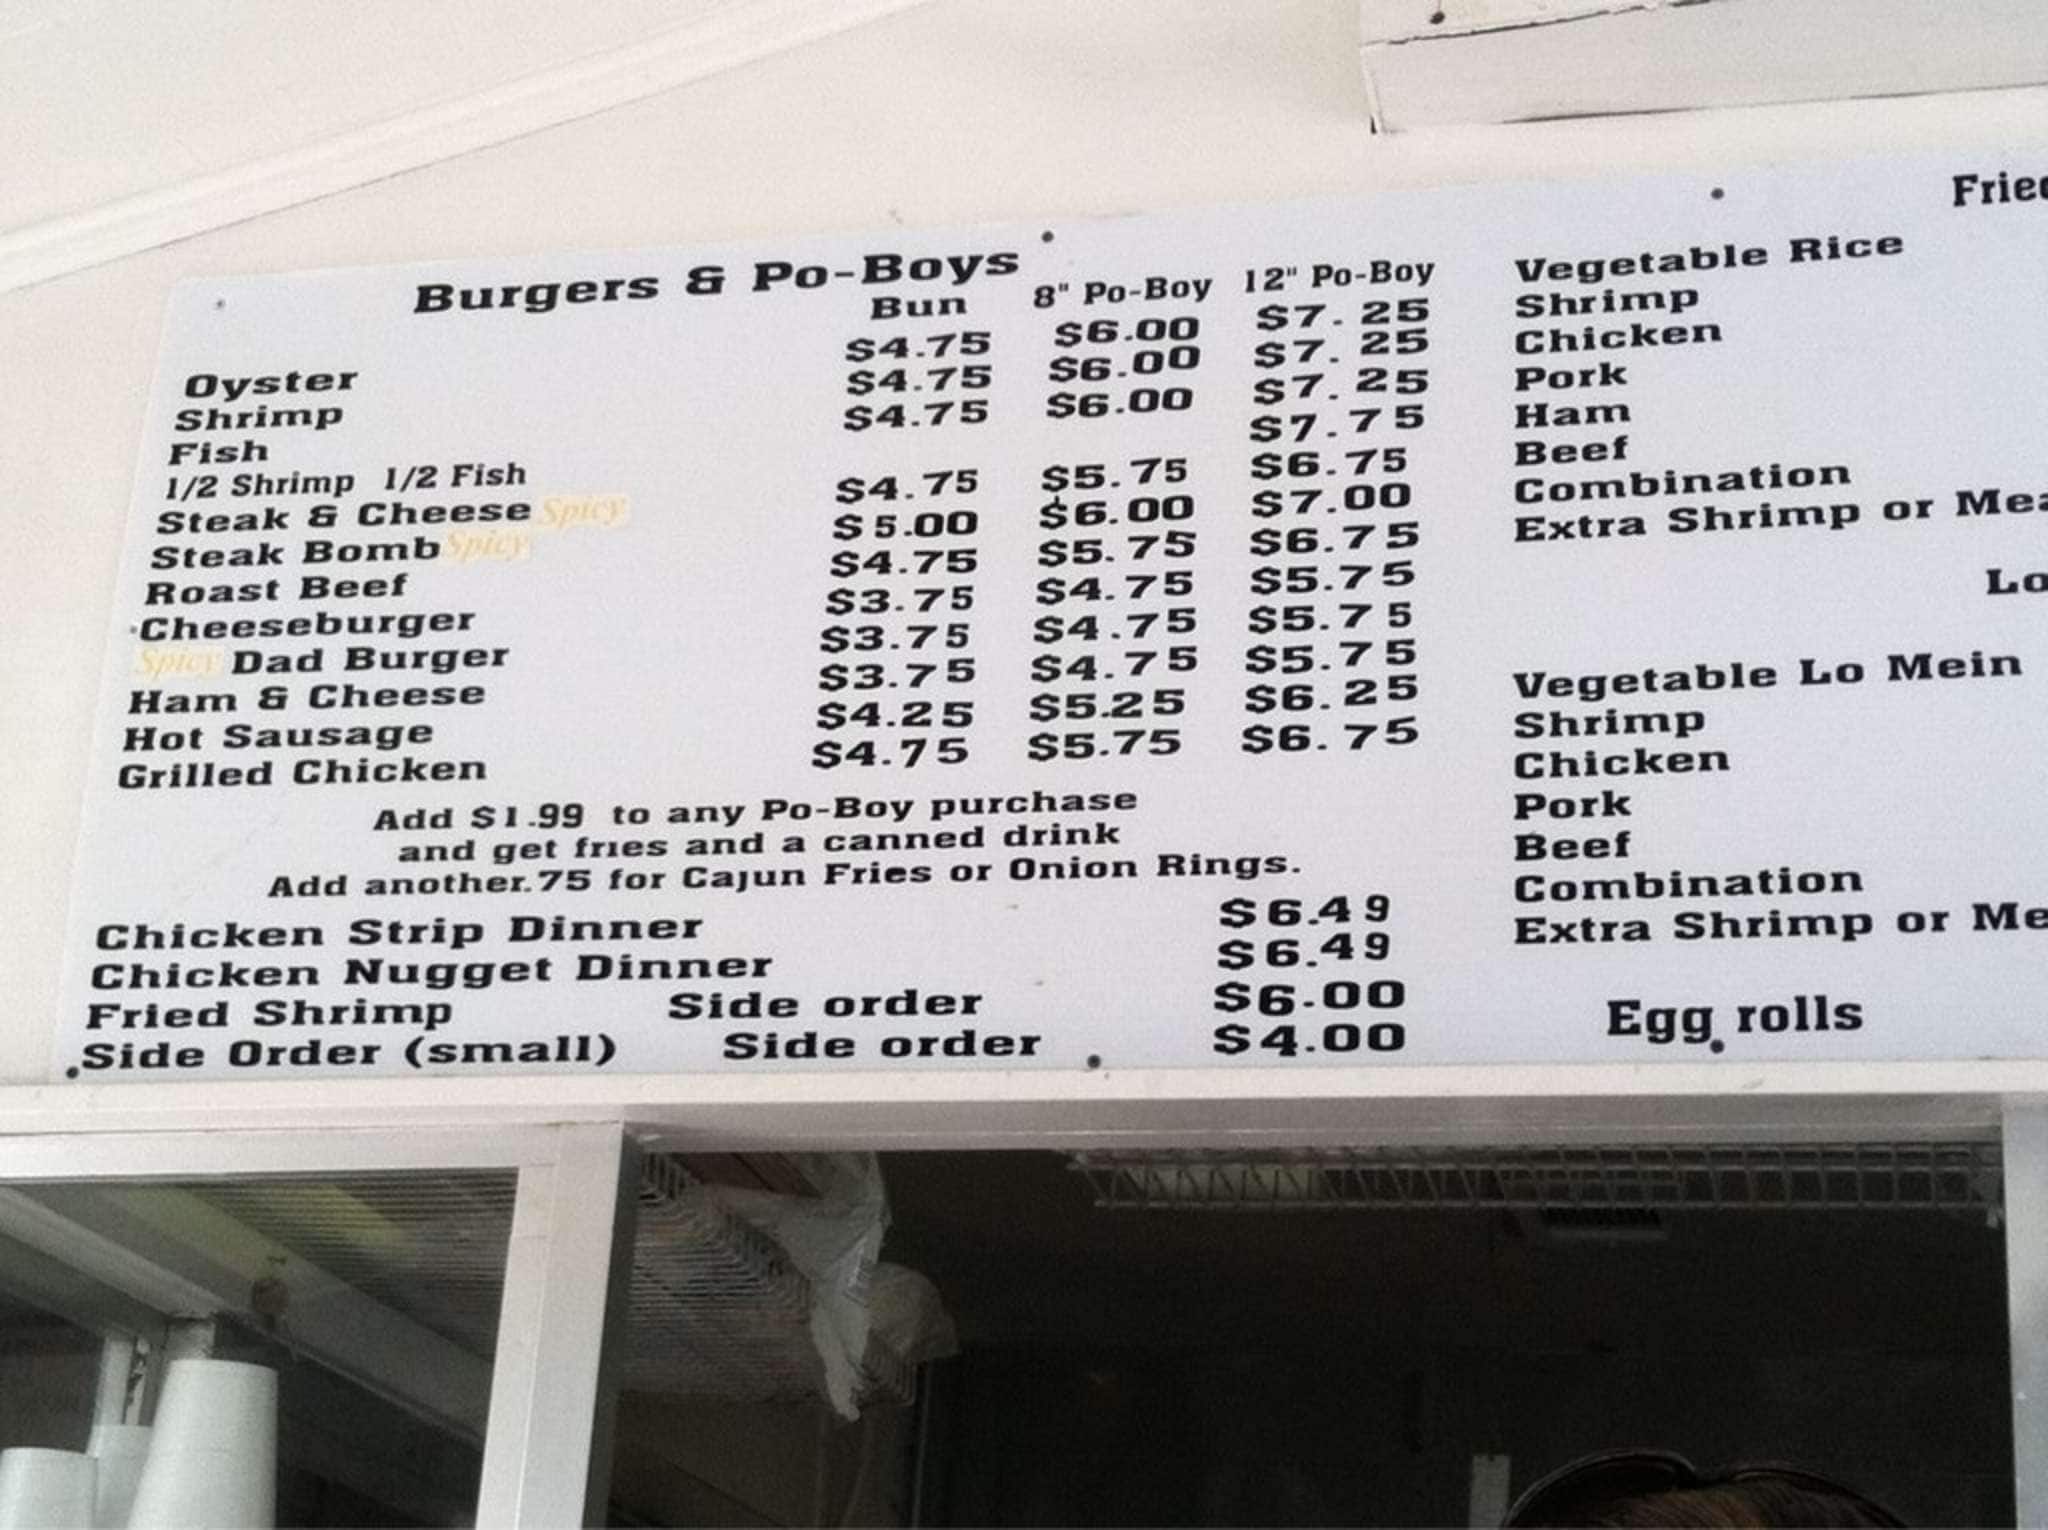 Burgers & Po-Boys
Bun 8" Po-Boy 12" Po-Boy
Oyster $4.75 $6.00 $7.25
Shrimp $4.75 $6.00 $7.25
Fish $4.75 $6.00 $7.25
1/2 Shrimp 1/2 Fish $7.75
Steak & Cheese Spicy $4.75 $5.75 $6.75
Steak Bomb Spicy $5.00 $6.00 $7.00
Roast Beef $4.75 $5.75 $6.75
Cheeseburger $3.75 $4.75 $5.75
Spicy Dad Burger $3.75 $4.75 $5.75
Ham & Cheese $3.75 $4.75 $5.75
Hot Sausage $4.25 $5.25 $6.25
Grilled Chicken $4.75 $5.75 $6.75
Add $1.99 to any Po-Boy purchase
and get fries and a canned drink
Add another .75 for Cajun Fries or Onion Rings.
Chicken Strip Dinner $6.49
Chicken Nugget Dinner $6.49
Fried Shrimp Side order $6.00
Side Order (small) Side order $4.00
Vegetable Rice
Shrimp
Chicken
Pork
Ham
Beef
Combination
Extra Shrimp or
Lo
Vegetable Lo Mein
Shrimp
Chicken
Pork
Beef
Combination
Extra Shrimp or
Egg rolls